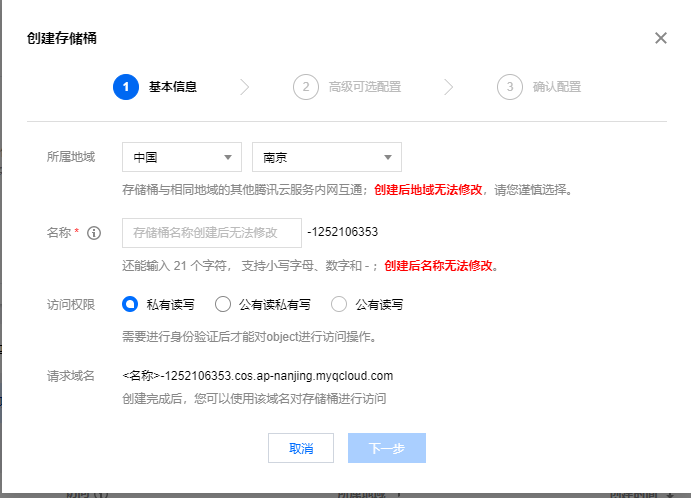 创建存储桶
1 基本信息 2 高级可选配置 3 确认配置
所属地域 中国 南京
存储桶与相同地域的其他腾讯云服务内网互通；创建后地域无法修改，请您谨慎选择。
名称 * 存储桶名称创建后无法修改 -1252106353
还能输入 21 个字符， 支持小写字母、数字和 -；创建后名称无法修改。
访问权限 私有读写 公有读私有写 公有读写
需要进行身份验证后才能对object进行访问操作。
请求域名 <名称>-1252106353.cos.ap-nanjing.myqcloud.com
创建完成后，您可以使用该域名对存储桶进行访问
取消 下一步